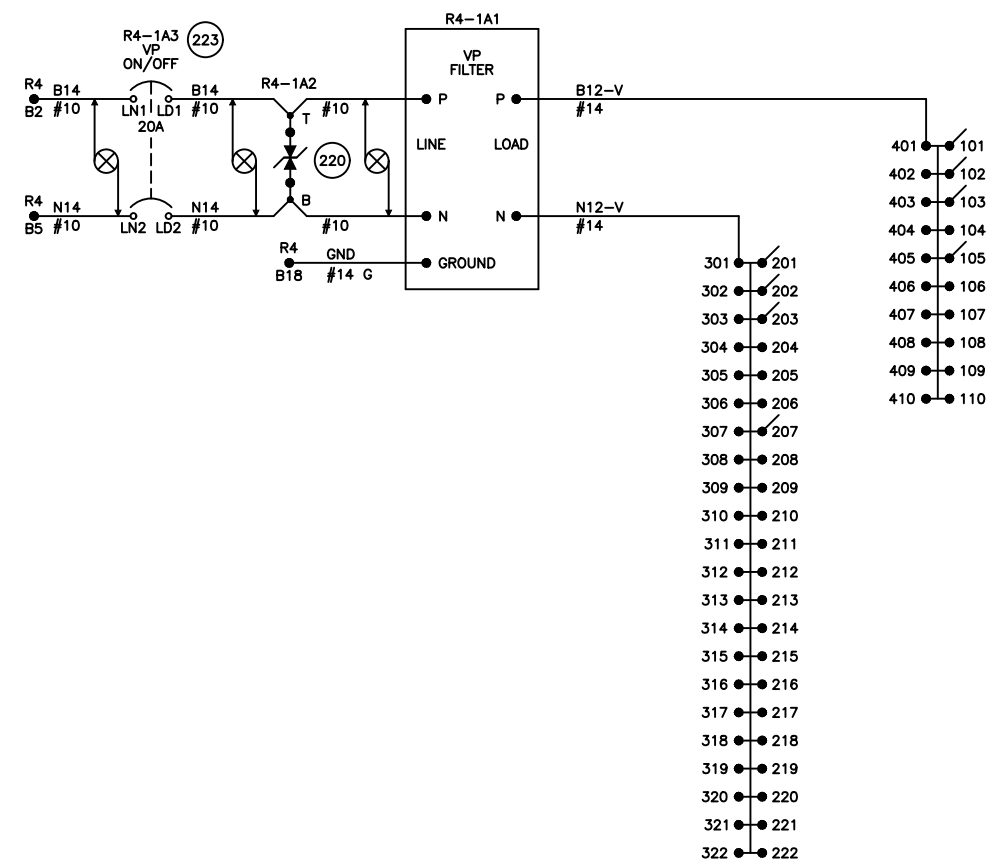 R4-1A1
R4-1A3
VP
ON/OFF
223
R4
B2
B14
#10
LN1
LD1
20A
B14
#10
R4-1A2
T
#10
220
B
R4
B5
N14
#10
LN2
LD2
N14
#10
#10
R4
B18
GND
#14 G
VP
FILTER
P
P
LINE
LOAD
N
N
GROUND
B12-V
#14
N12-V
#14
401 101
402 102
403 103
404 104
405 105
406 106
407 107
408 108
409 109
410 110
301 201
302 202
303 203
304 204
305 205
306 206
307 207
308 208
309 209
310 210
311 211
312 212
313 213
314 214
315 215
316 216
317 217
318 218
319 219
320 220
321 221
322 222